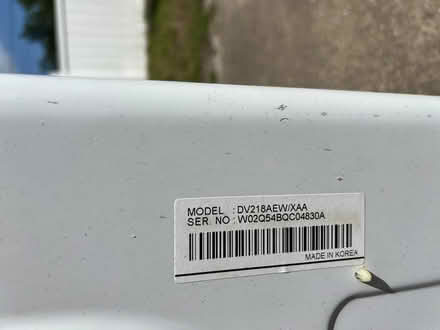 MODEL : DV218AEW/XAA
SER. NO : W02Q54BQC04830A
MADE IN KOREA